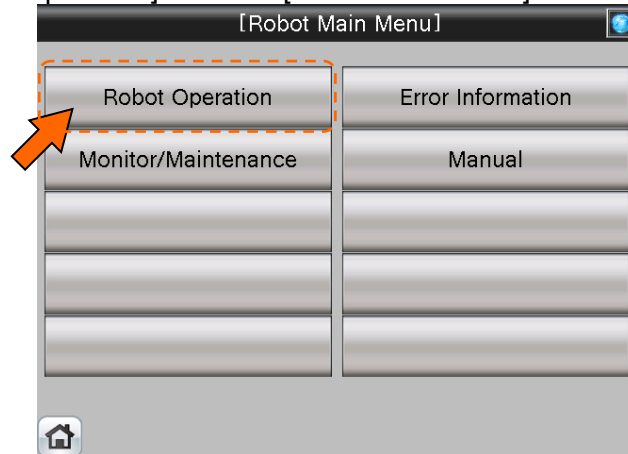 [Robot Main Menu]
Robot Operation
Error Information
Monitor/Maintenance
Manual